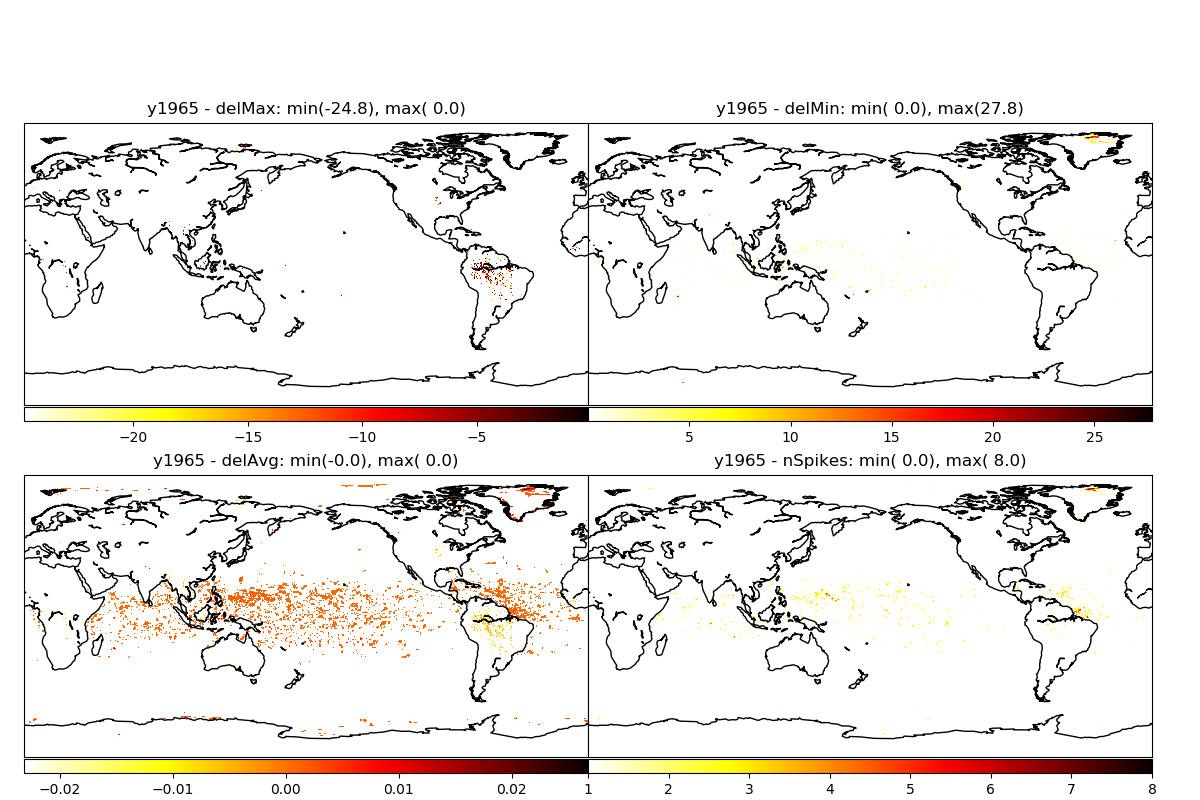 y1965 - delMax: min(-24.8), max( 0.0)
y1965 - delMin: min( 0.0), max(27.8)
−20 −15 −10 −5
5 10 15 20 25
y1965 - delAvg: min(-0.0), max( 0.0)
y1965 - nSpikes: min( 0.0), max( 8.0)
−0.02 −0.01 0.00 0.01 0.02
1 2 3 4 5 6 7 8